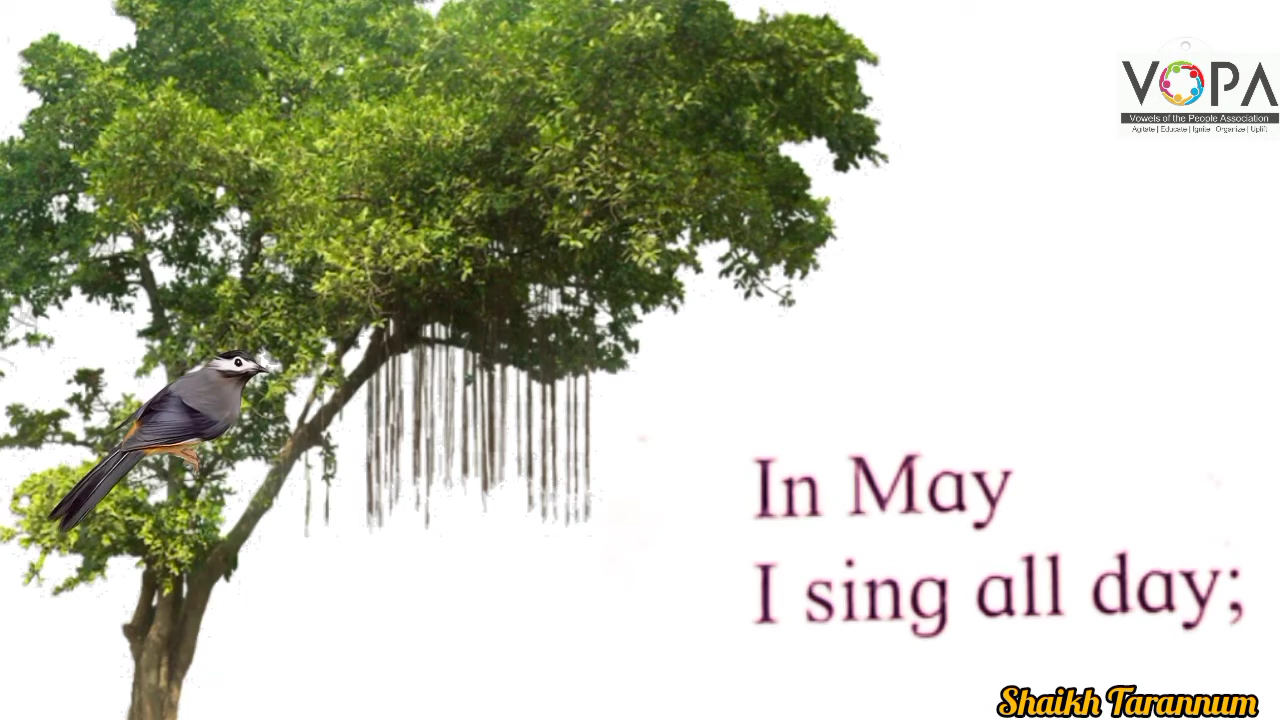 VOPA
Vowels of the People Association
Agitate | Educate | Ignite | Organize | Uplift
In May
I sing all day;
Shaikh Tarannum